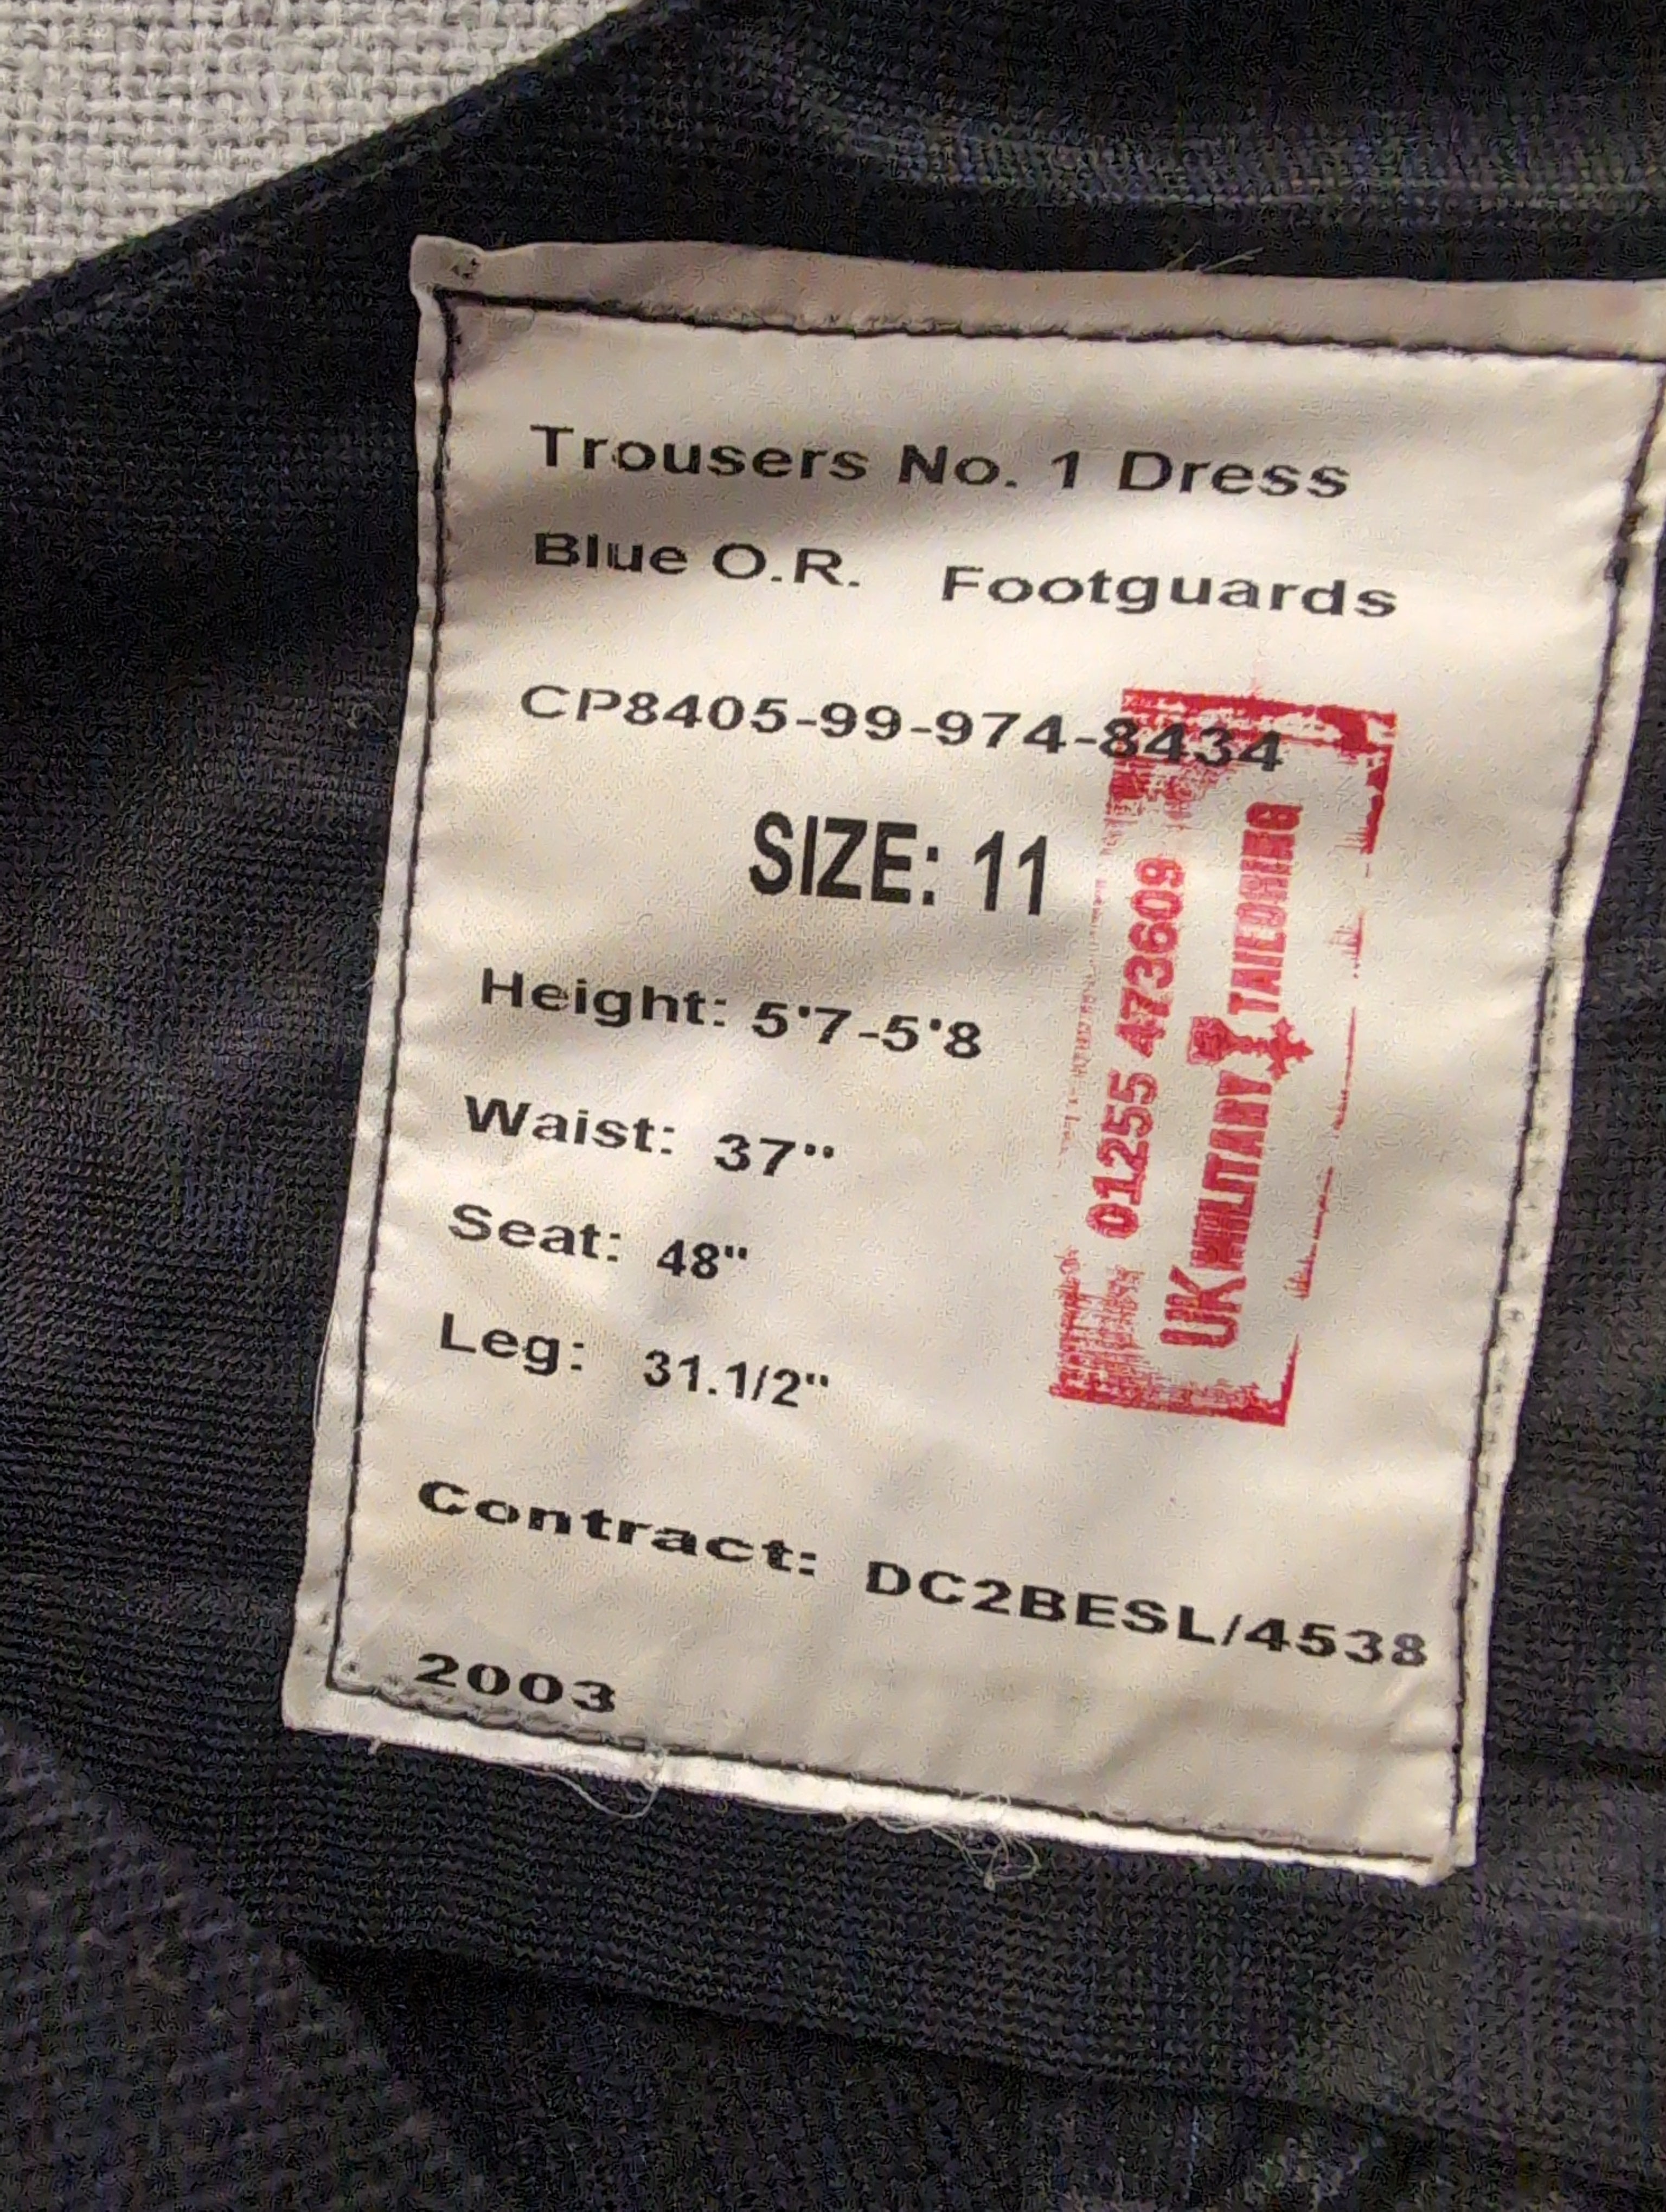 Trousers No. 1 Dress
Blue O.R. Footguards
CP8405-99-974-8434
SIZE: 11
Height: 5'7-5'8
Waist: 37"
Seat: 48"
Leg: 31.1/2"
Contract: DC2BESL/4538
2003
01255 473609
UK MILITARY TAILORING